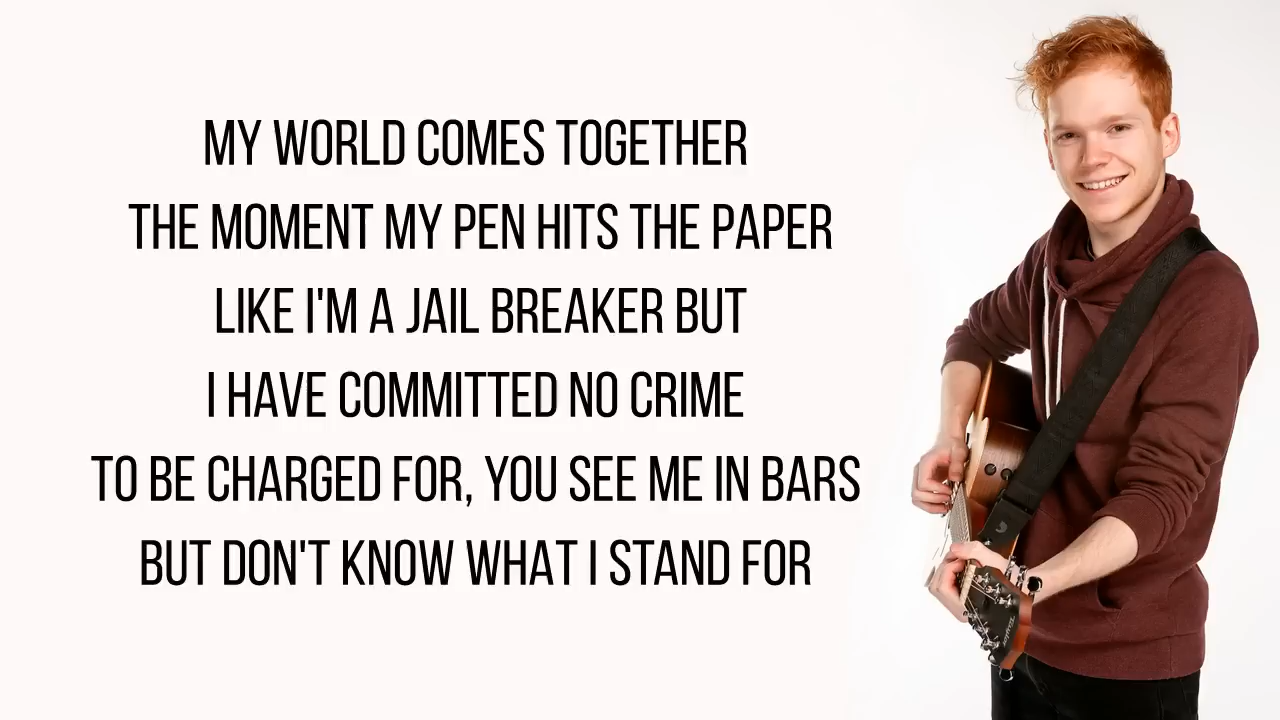 MY WORLD COMES TOGETHER
THE MOMENT MY PEN HITS THE PAPER
LIKE I'M A JAIL BREAKER BUT
I HAVE COMMITTED NO CRIME
TO BE CHARGED FOR, YOU SEE ME IN BARS
BUT DON'T KNOW WHAT I STAND FOR